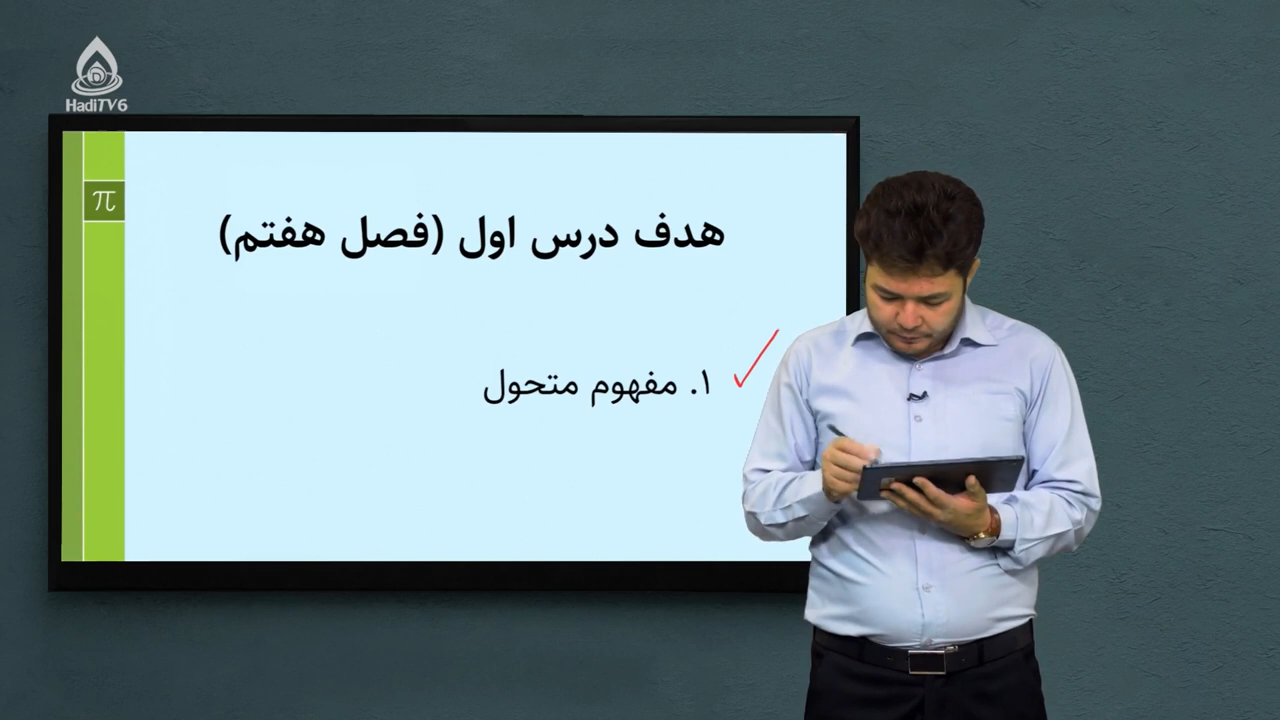 HadiTV6
π
هدف درس اول (فصل هفتم)
۱. مفهوم متحول